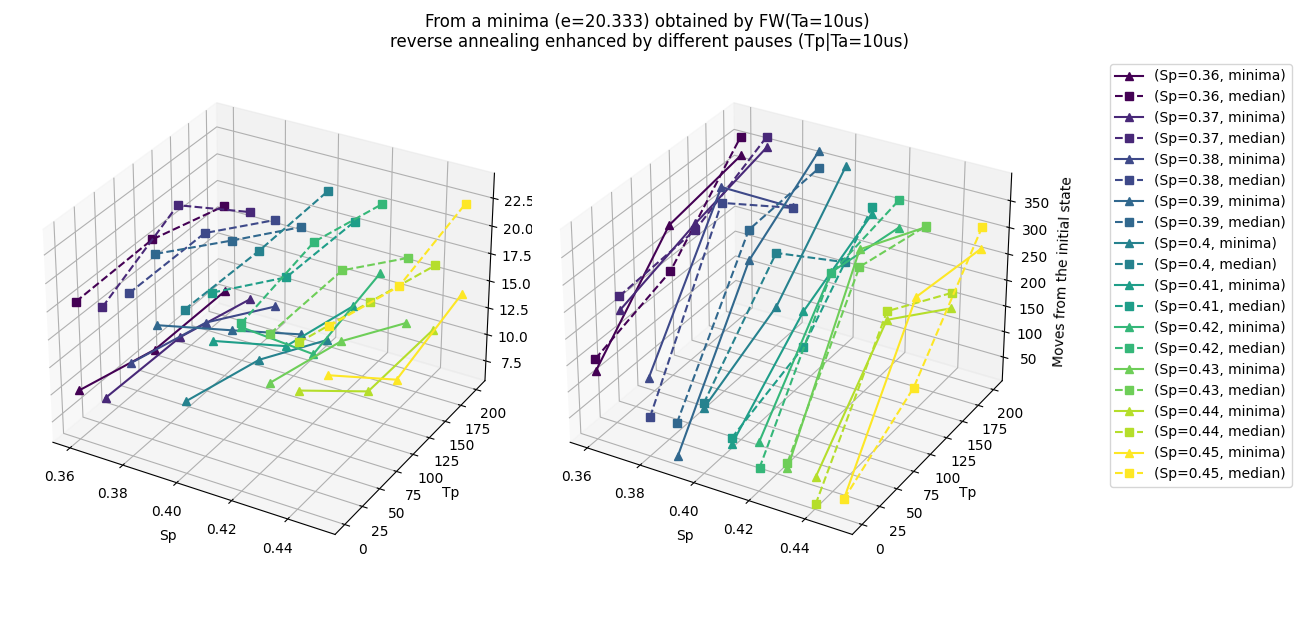 From a minima (e=20.333) obtained by FW(Ta=10us)
reverse annealing enhanced by different pauses (Tp|Ta=10us)
22.5
20.0
17.5
15.0
12.5
10.0
7.5
200
175
150
125
100
75
50
25
0
Tp
0.36
0.38
0.40
0.42
0.44
Sp
350
300
250
200
150
100
50
Moves from the initial state
200
175
150
125
100
75
50
25
0
Tp
0.36
0.38
0.40
0.42
0.44
Sp
(Sp=0.36, minima)
(Sp=0.36, median)
(Sp=0.37, minima)
(Sp=0.37, median)
(Sp=0.38, minima)
(Sp=0.38, median)
(Sp=0.39, minima)
(Sp=0.39, median)
(Sp=0.4, minima)
(Sp=0.4, median)
(Sp=0.41, minima)
(Sp=0.41, median)
(Sp=0.42, minima)
(Sp=0.42, median)
(Sp=0.43, minima)
(Sp=0.43, median)
(Sp=0.44, minima)
(Sp=0.44, median)
(Sp=0.45, minima)
(Sp=0.45, median)